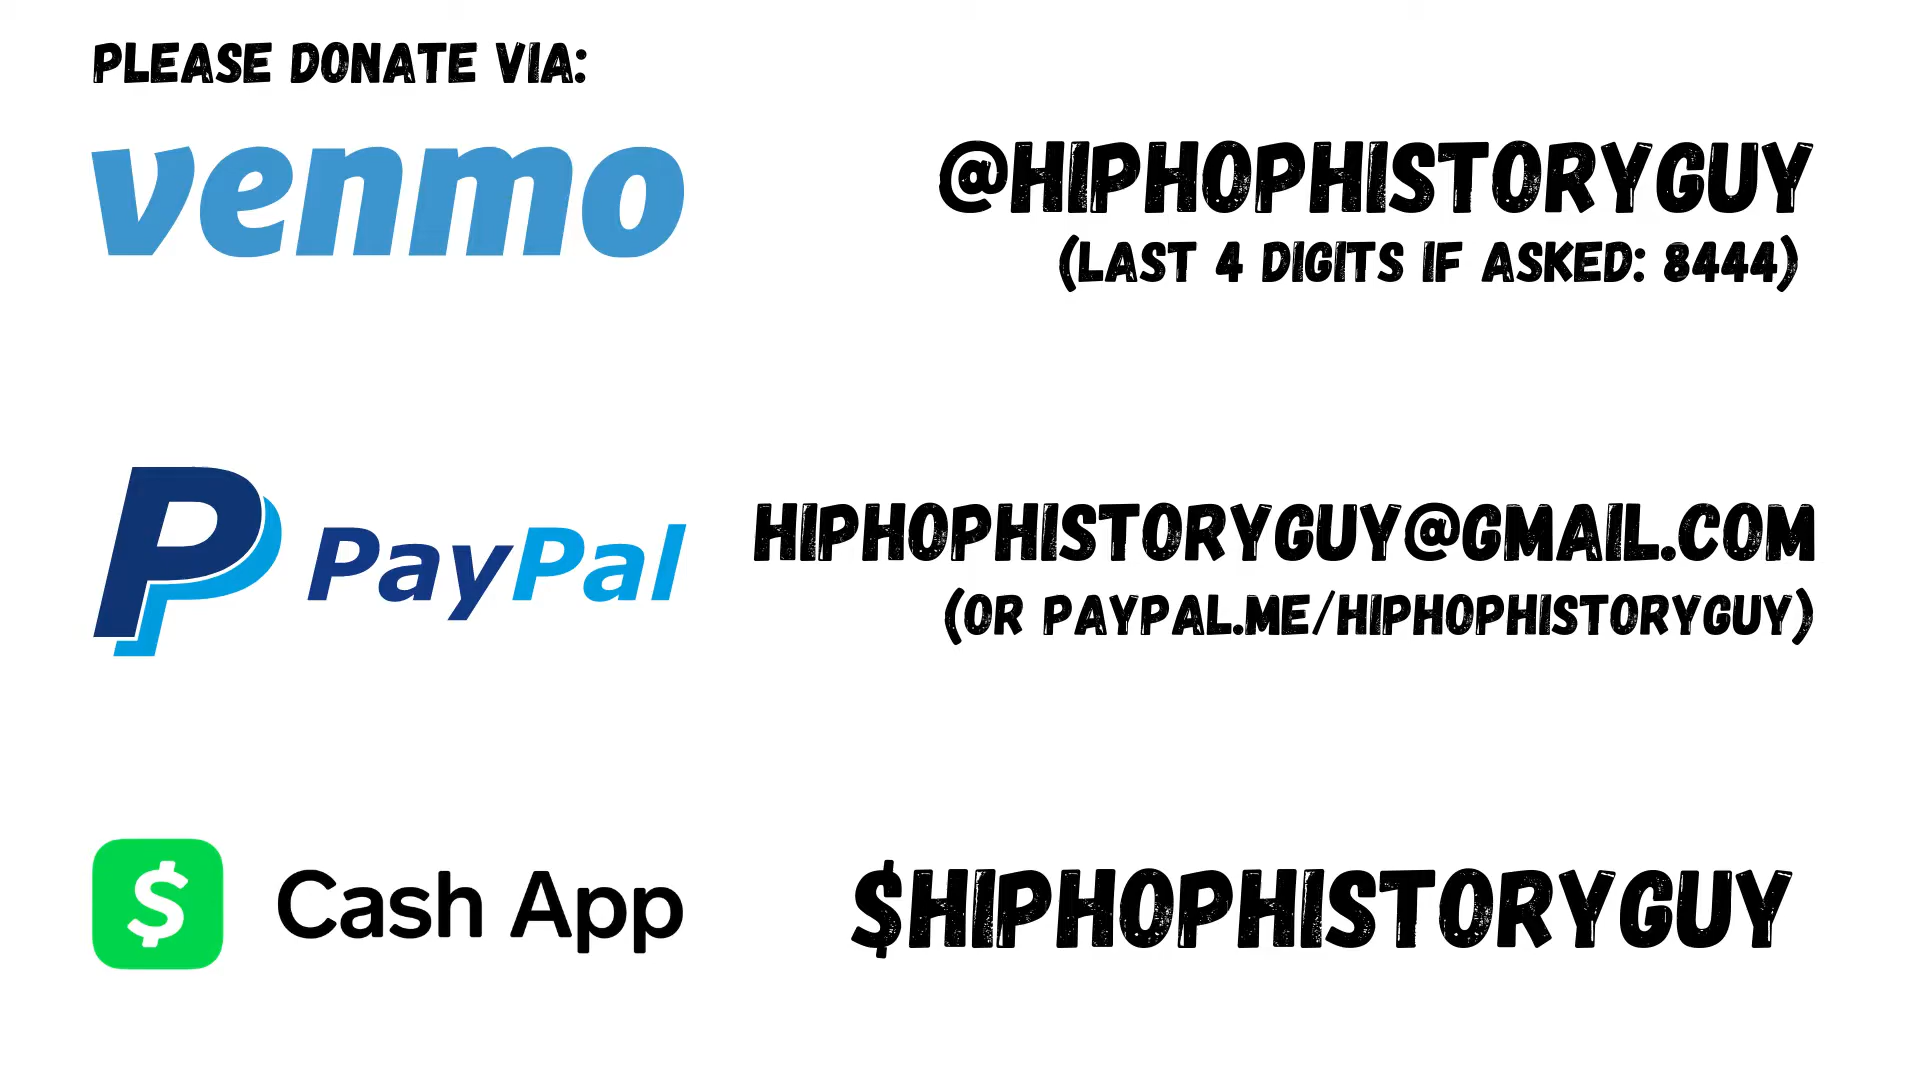 PLEASE DONATE VIA:
venmo
@HIPHOPHISTORYGUY
(LAST 4 DIGITS IF ASKED: 8444)
PayPal
HIPHOPHISTORYGUY@GMAIL.COM
(OR PAYPAL.ME/HIPHOPHISTORYGUY)
$ Cash App
$HIPHOPHISTORYGUY